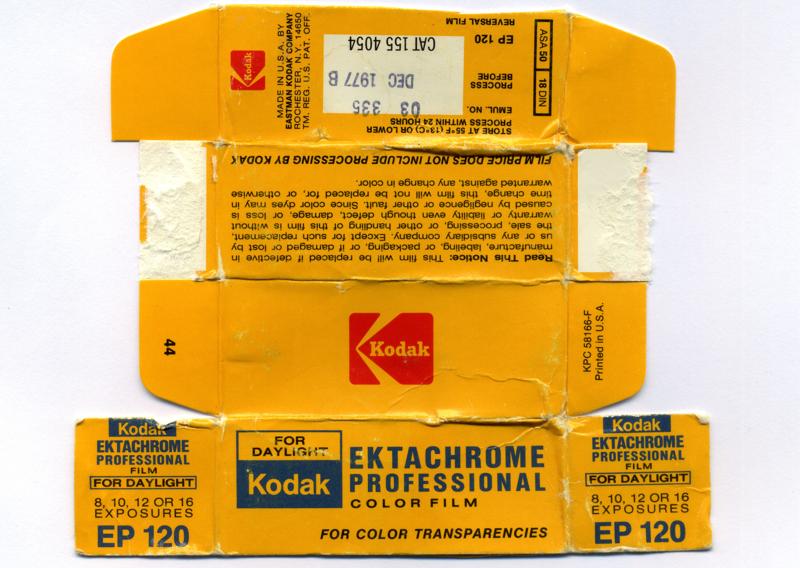 ASA 50 18 DIN
EP 120
REVERSAL FILM
PROCESS
BEFORE
EMUL. NO.
PROCESS WITHIN 24 HOURS
STORE AT 55°F (13°C) OR LOWER
CAT 155 4054
DEC 1977 B
03 335
MADE IN U.S.A. BY
EASTMAN KODAK COMPANY
ROCHESTER, N.Y. 14650
TM. REG. U.S. PAT. OFF.
Kodak
Read This Notice: This film will be replaced if defective in
manufacture, labeling, or packaging, or if damaged or lost by
us or any subsidiary company. Except for such replacement,
the sale, processing, or other handling of this film is without
warranty or liability even though defect, damage, or loss is
caused by negligence or other fault. Since color dyes may in
time change, this film will not be replaced for, or otherwise
warranted against, any change in color.
FILM PRICE DOES NOT INCLUDE PROCESSING BY KODAK
44
Kodak
KPC 58166-F
Printed in U.S.A.
Kodak
EKTACHROME
PROFESSIONAL
FILM
FOR DAYLIGHT
8, 10, 12 OR 16
EXPOSURES
EP 120
FOR
DAYLIGHT
Kodak
EKTACHROME
PROFESSIONAL
COLOR FILM
FOR COLOR TRANSPARENCIES
Kodak
EKTACHROME
PROFESSIONAL
FILM
FOR DAYLIGHT
8, 10, 12 OR 16
EXPOSURES
EP 120